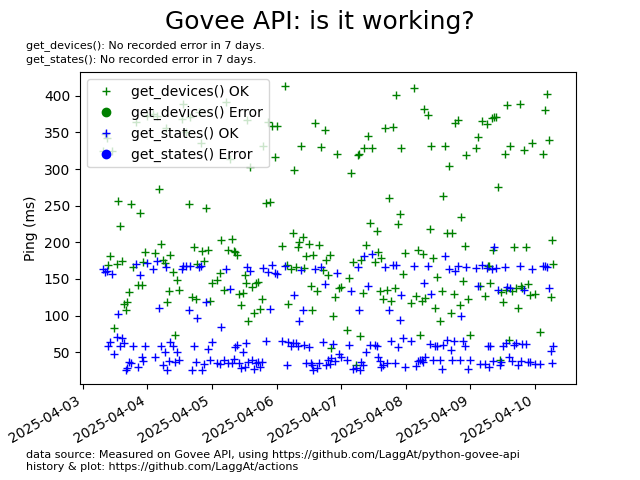 Govee API: is it working?
get_devices(): No recorded error in 7 days.
get_states(): No recorded error in 7 days.
get_devices() OK
get_devices() Error
get_states() OK
get_states() Error
Ping (ms)
400
350
300
250
200
150
100
50
2025-04-03
2025-04-04
2025-04-05
2025-04-06
2025-04-07
2025-04-08
2025-04-09
2025-04-10
data source: Measured on Govee API, using https://github.com/LaggAt/python-govee-api
history & plot: https://github.com/LaggAt/actions